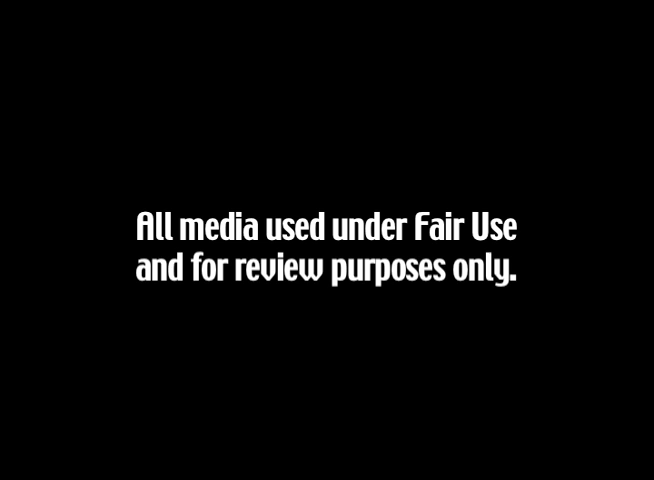 All media used under Fair Use
and for review purposes only.